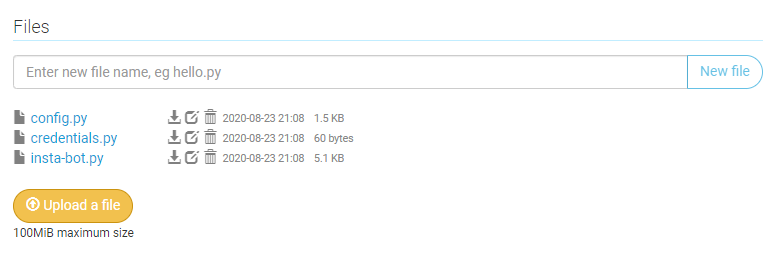 Files
Enter new file name, eg hello.py New file
config.py 2020-08-23 21:08 1.5 KB
credentials.py 2020-08-23 21:08 60 bytes
insta-bot.py 2020-08-23 21:08 5.1 KB
Upload a file
100MiB maximum size